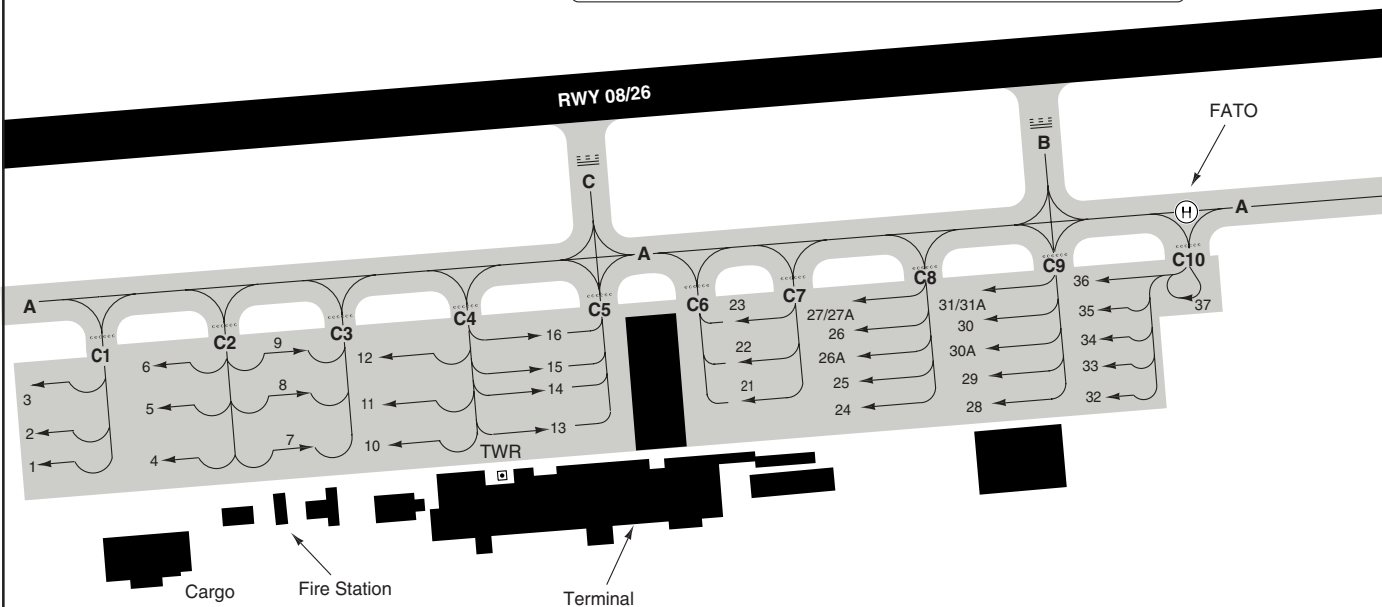 RWY 08/26
FATO
B
C
H
A
A
A
C10
C9
C8
C7
C6
C5
C4
C3
C2
C1
36
37
35
34
33
32
31/31A
30
30A
29
28
27/27A
26
26A
25
24
23
22
21
16
15
14
13
12
11
10
9
8
7
6
5
4
3
2
1
TWR
Cargo
Fire Station
Terminal